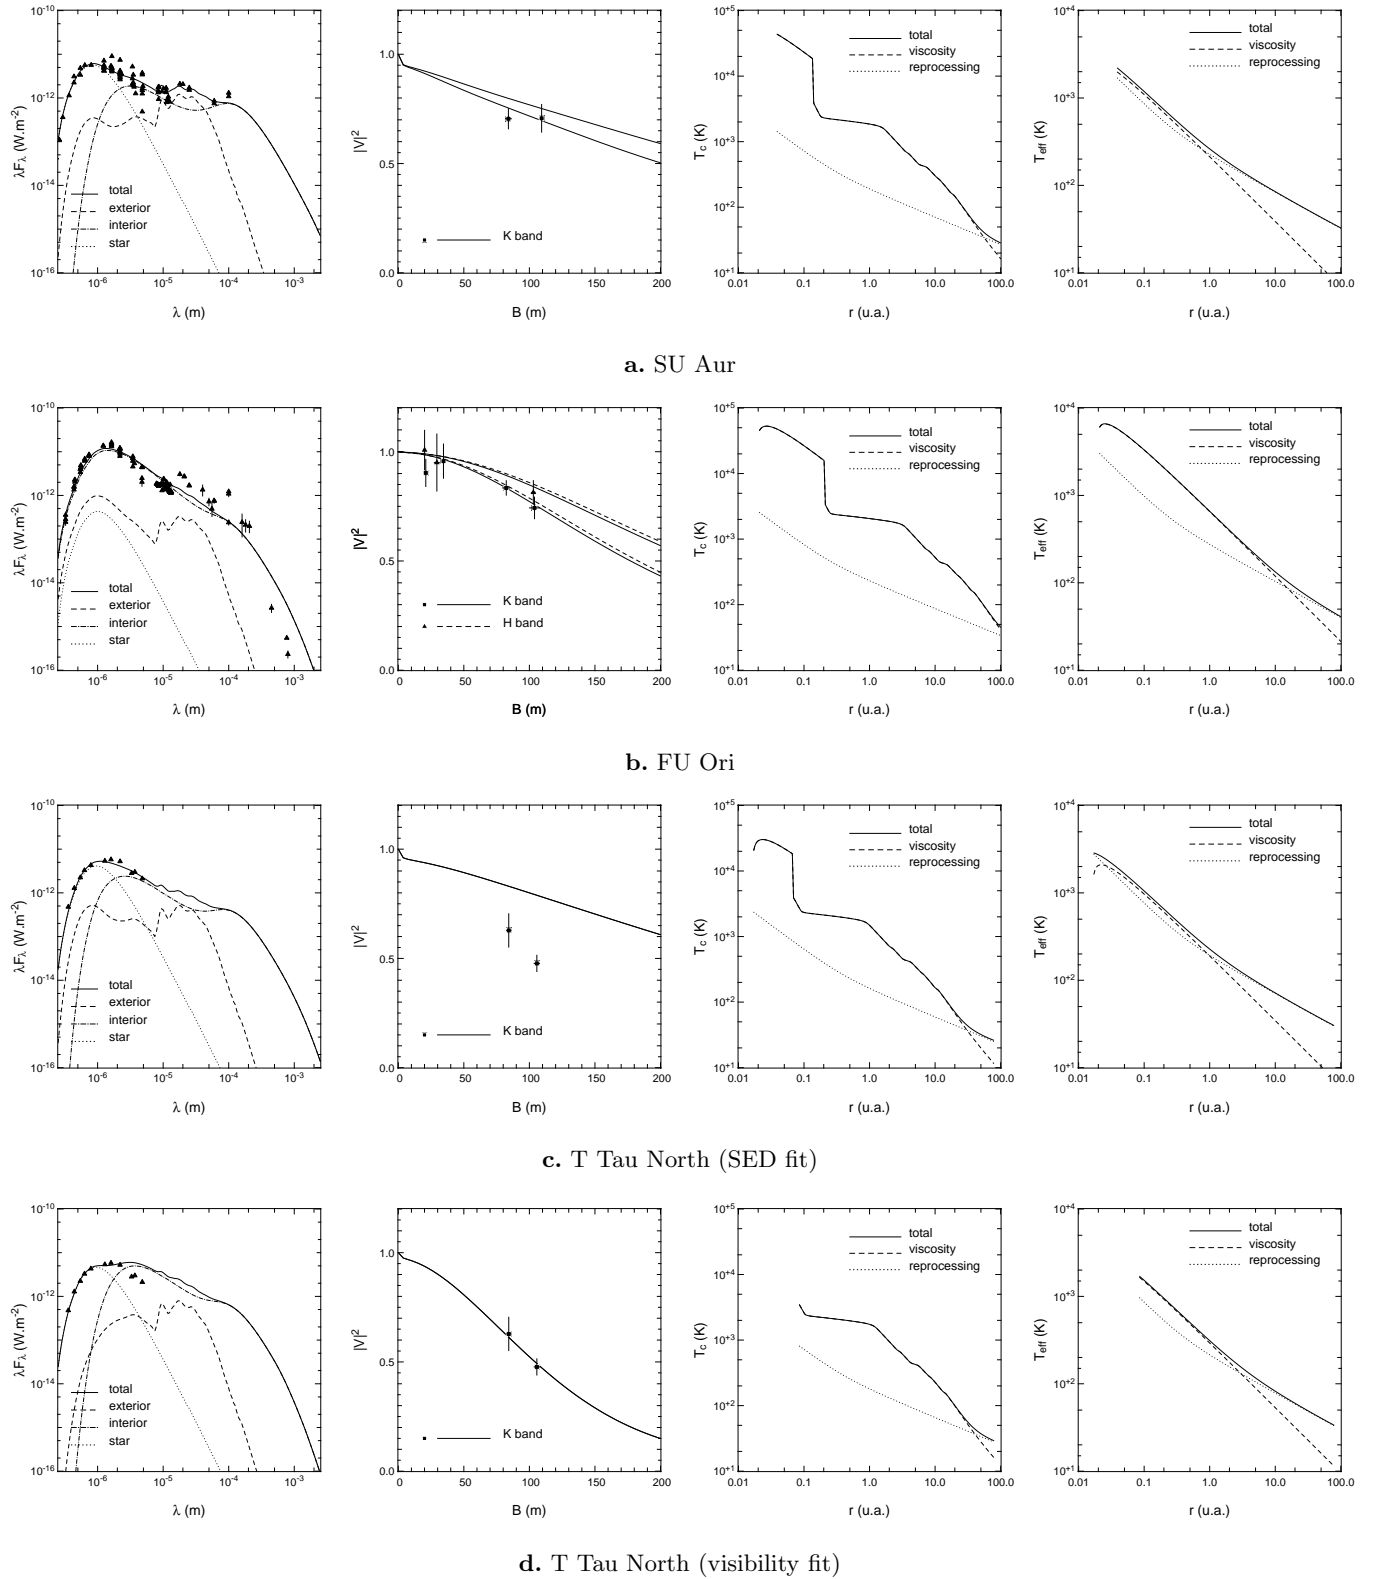 10-10
10-12
10-14
10-16
λFλ (W.m-2)
total
exterior
interior
star
10-6
10-5
10-4
10-3
λ (m)
1.0
0.5
0.0
|V|2
K band
0
50
100
150
200
B (m)
10+5
10+4
10+3
10+2
10+1
Tc (K)
total
viscosity
reprocessing
0.01
0.1
1.0
10.0
100.0
r (u.a.)
10+4
10+3
10+2
10+1
Teff (K)
total
viscosity
reprocessing
0.01
0.1
1.0
10.0
100.0
r (u.a.)
a. SU Aur
10-10
10-12
10-14
10-16
λFλ (W.m-2)
total
exterior
interior
star
10-6
10-5
10-4
10-3
λ (m)
1.0
0.5
0.0
|V|2
K band
H band
0
50
100
150
200
B (m)
10+5
10+4
10+3
10+2
10+1
Tc (K)
total
viscosity
reprocessing
0.01
0.1
1.0
10.0
100.0
r (u.a.)
10+4
10+3
10+2
10+1
Teff (K)
total
viscosity
reprocessing
0.01
0.1
1.0
10.0
100.0
r (u.a.)
b. FU Ori
10-10
10-12
10-14
10-16
λFλ (W.m-2)
total
exterior
interior
star
10-6
10-5
10-4
10-3
λ (m)
1.0
0.5
0.0
|V|2
K band
0
50
100
150
200
B (m)
10+5
10+4
10+3
10+2
10+1
Tc (K)
total
viscosity
reprocessing
0.01
0.1
1.0
10.0
100.0
r (u.a.)
10+4
10+3
10+2
10+1
Teff (K)
total
viscosity
reprocessing
0.01
0.1
1.0
10.0
100.0
r (u.a.)
c. T Tau North (SED fit)
10-10
10-12
10-14
10-16
λFλ (W.m-2)
total
exterior
interior
star
10-6
10-5
10-4
10-3
λ (m)
1.0
0.5
0.0
|V|2
K band
0
50
100
150
200
B (m)
10+5
10+4
10+3
10+2
10+1
Tc (K)
total
viscosity
reprocessing
0.01
0.1
1.0
10.0
100.0
r (u.a.)
10+4
10+3
10+2
10+1
Teff (K)
total
viscosity
reprocessing
0.01
0.1
1.0
10.0
100.0
r (u.a.)
d. T Tau North (visibility fit)